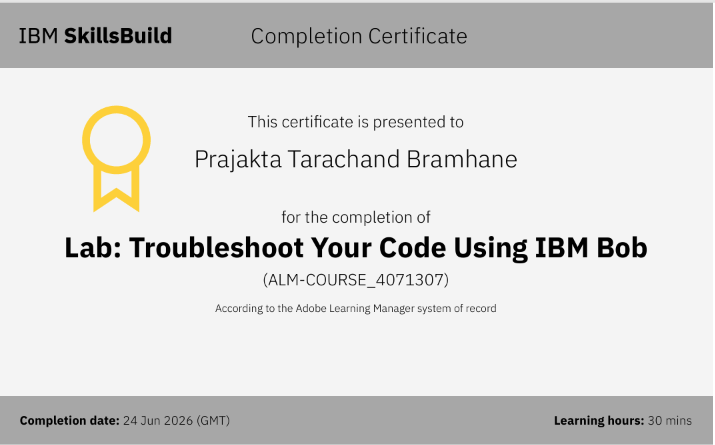 IBM SkillsBuild
Completion Certificate
This certificate is presented to
Prajakta Tarachand Bramhane
for the completion of
Lab: Troubleshoot Your Code Using IBM Bob
(ALM-COURSE_4071307)
According to the Adobe Learning Manager system of record
Completion date: 24 Jun 2026 (GMT)
Learning hours: 30 mins